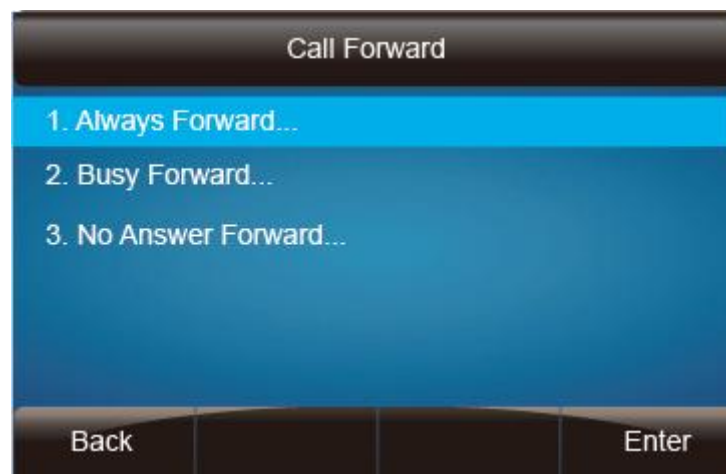 Call Forward
1. Always Forward...
2. Busy Forward...
3. No Answer Forward...
Back Enter